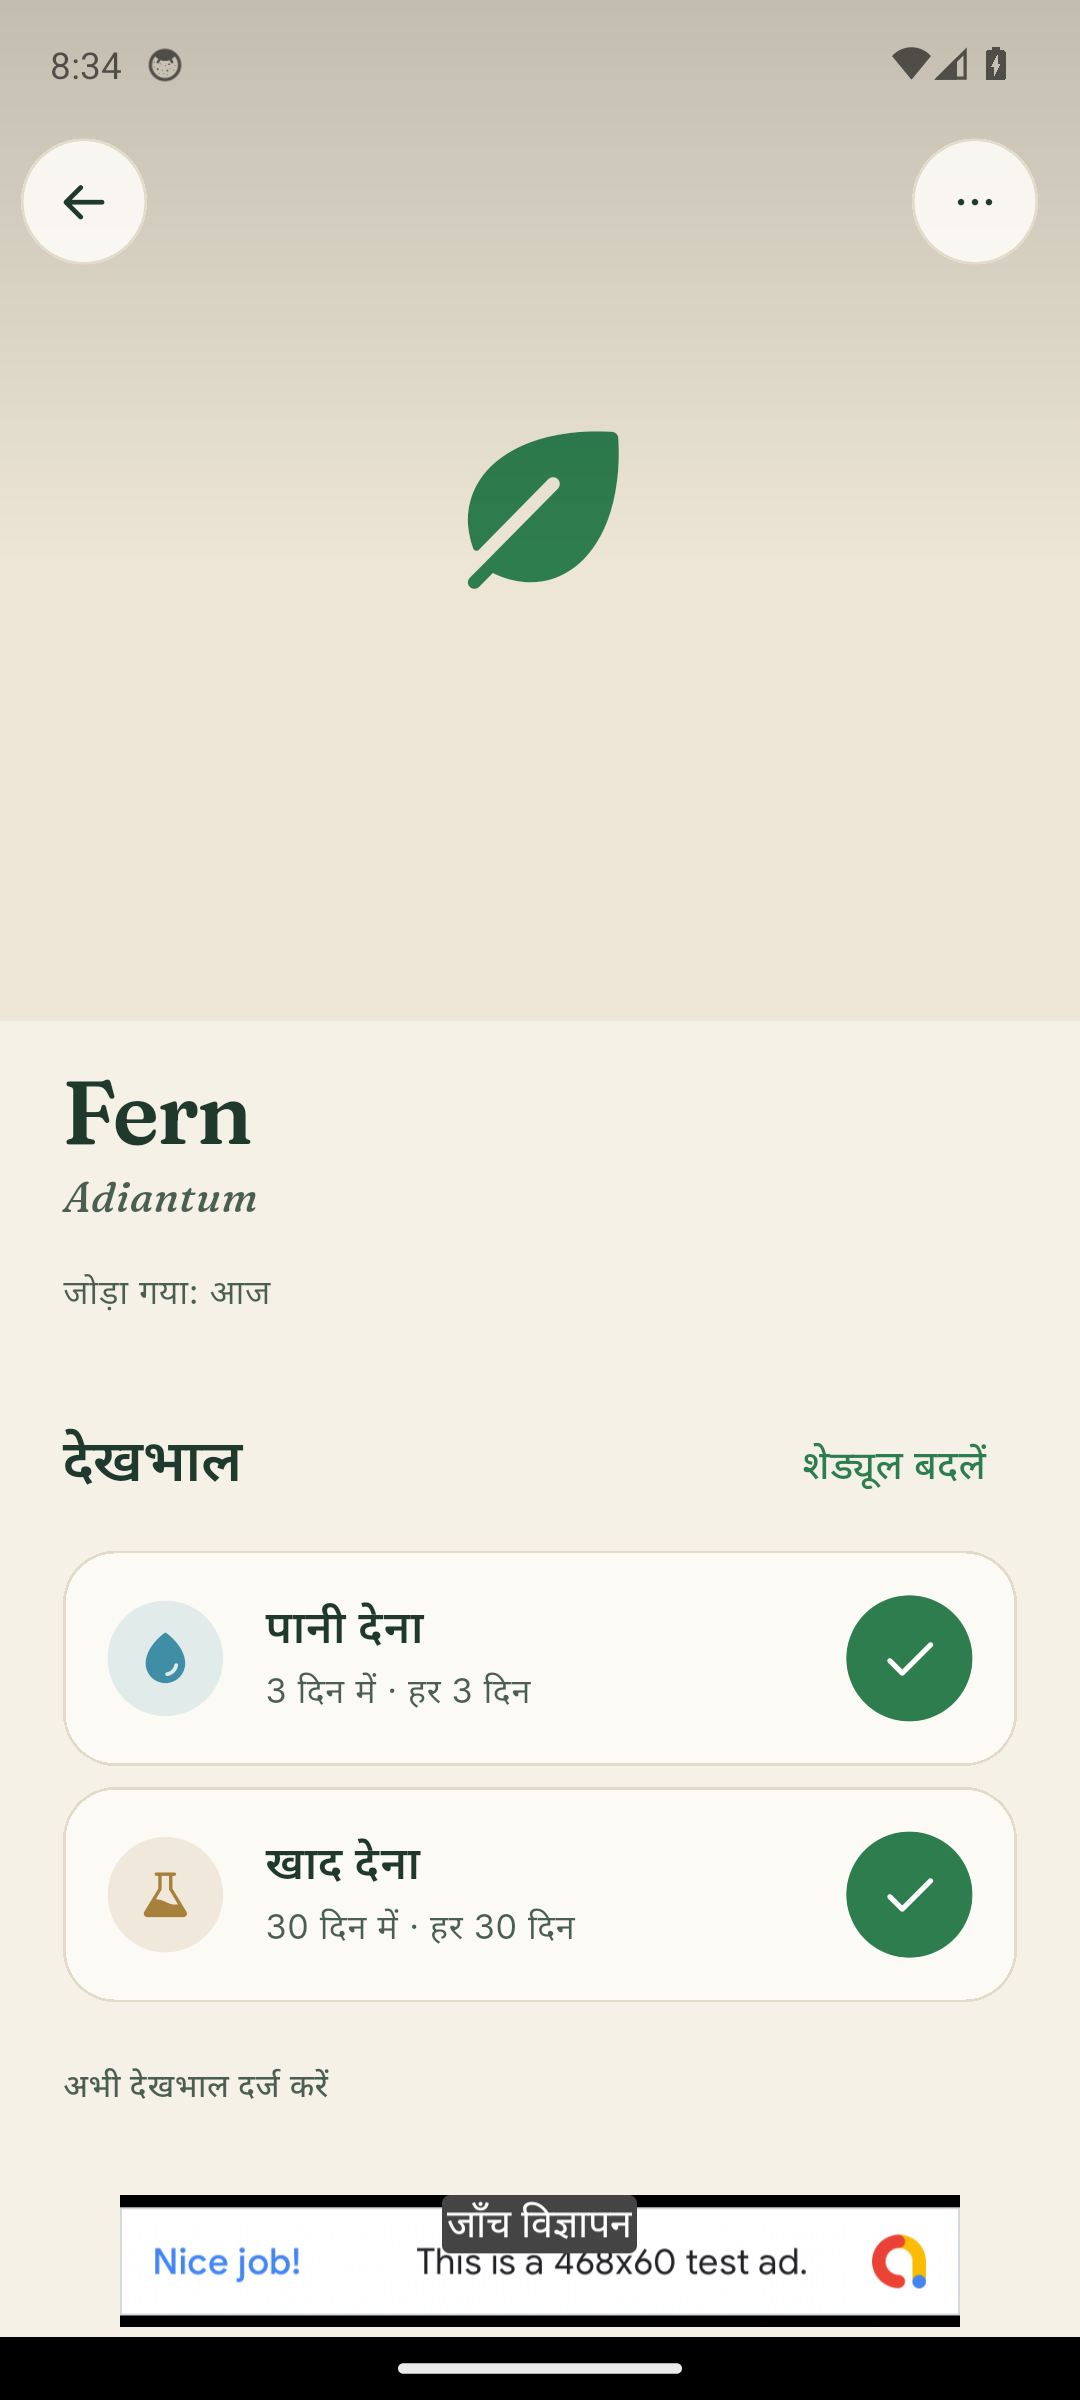 8:34
Fern
Adiantum
जोड़ा गया: आज
देखभाल
शेड्यूल बदलें
पानी देना
3 दिन में · हर 3 दिन
खाद देना
30 दिन में · हर 30 दिन
अभी देखभाल दर्ज करें
जाँच विज्ञापन
Nice job!
This is a 468x60 test ad.